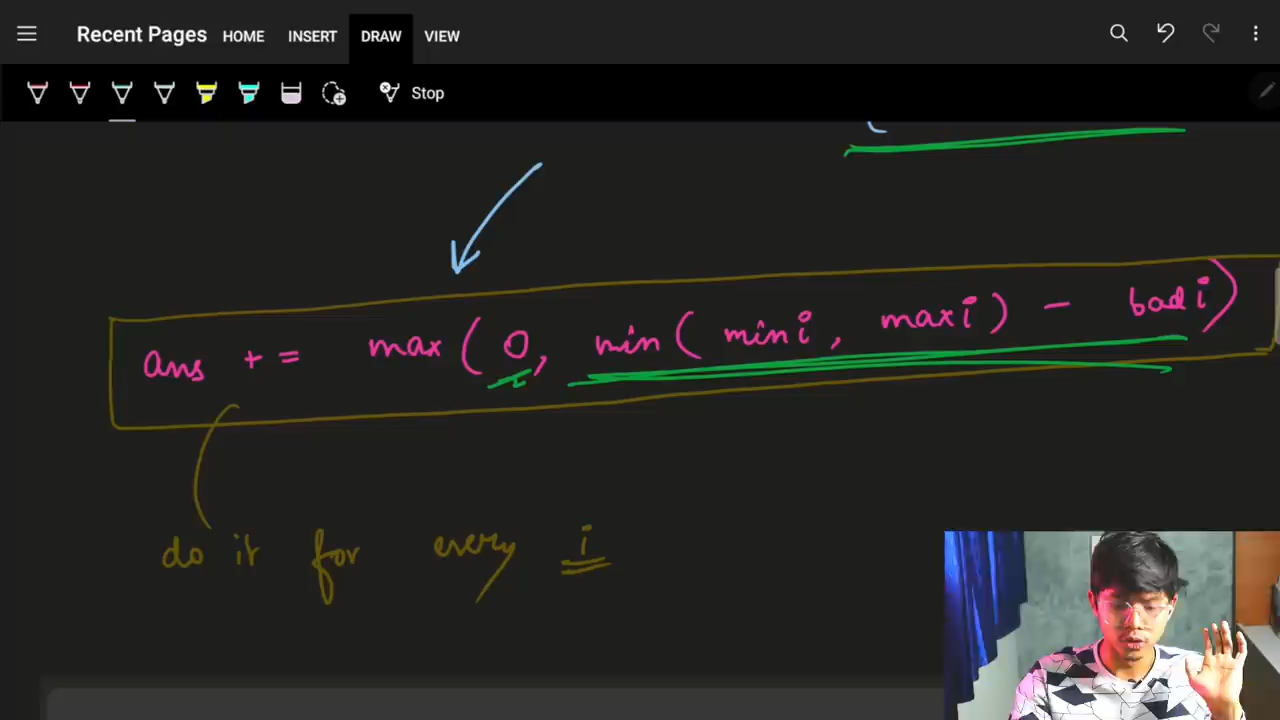 Recent Pages HOME INSERT DRAW VIEW
Stop
ans += max(0, min(mini, maxi) - badi)
do it for every i